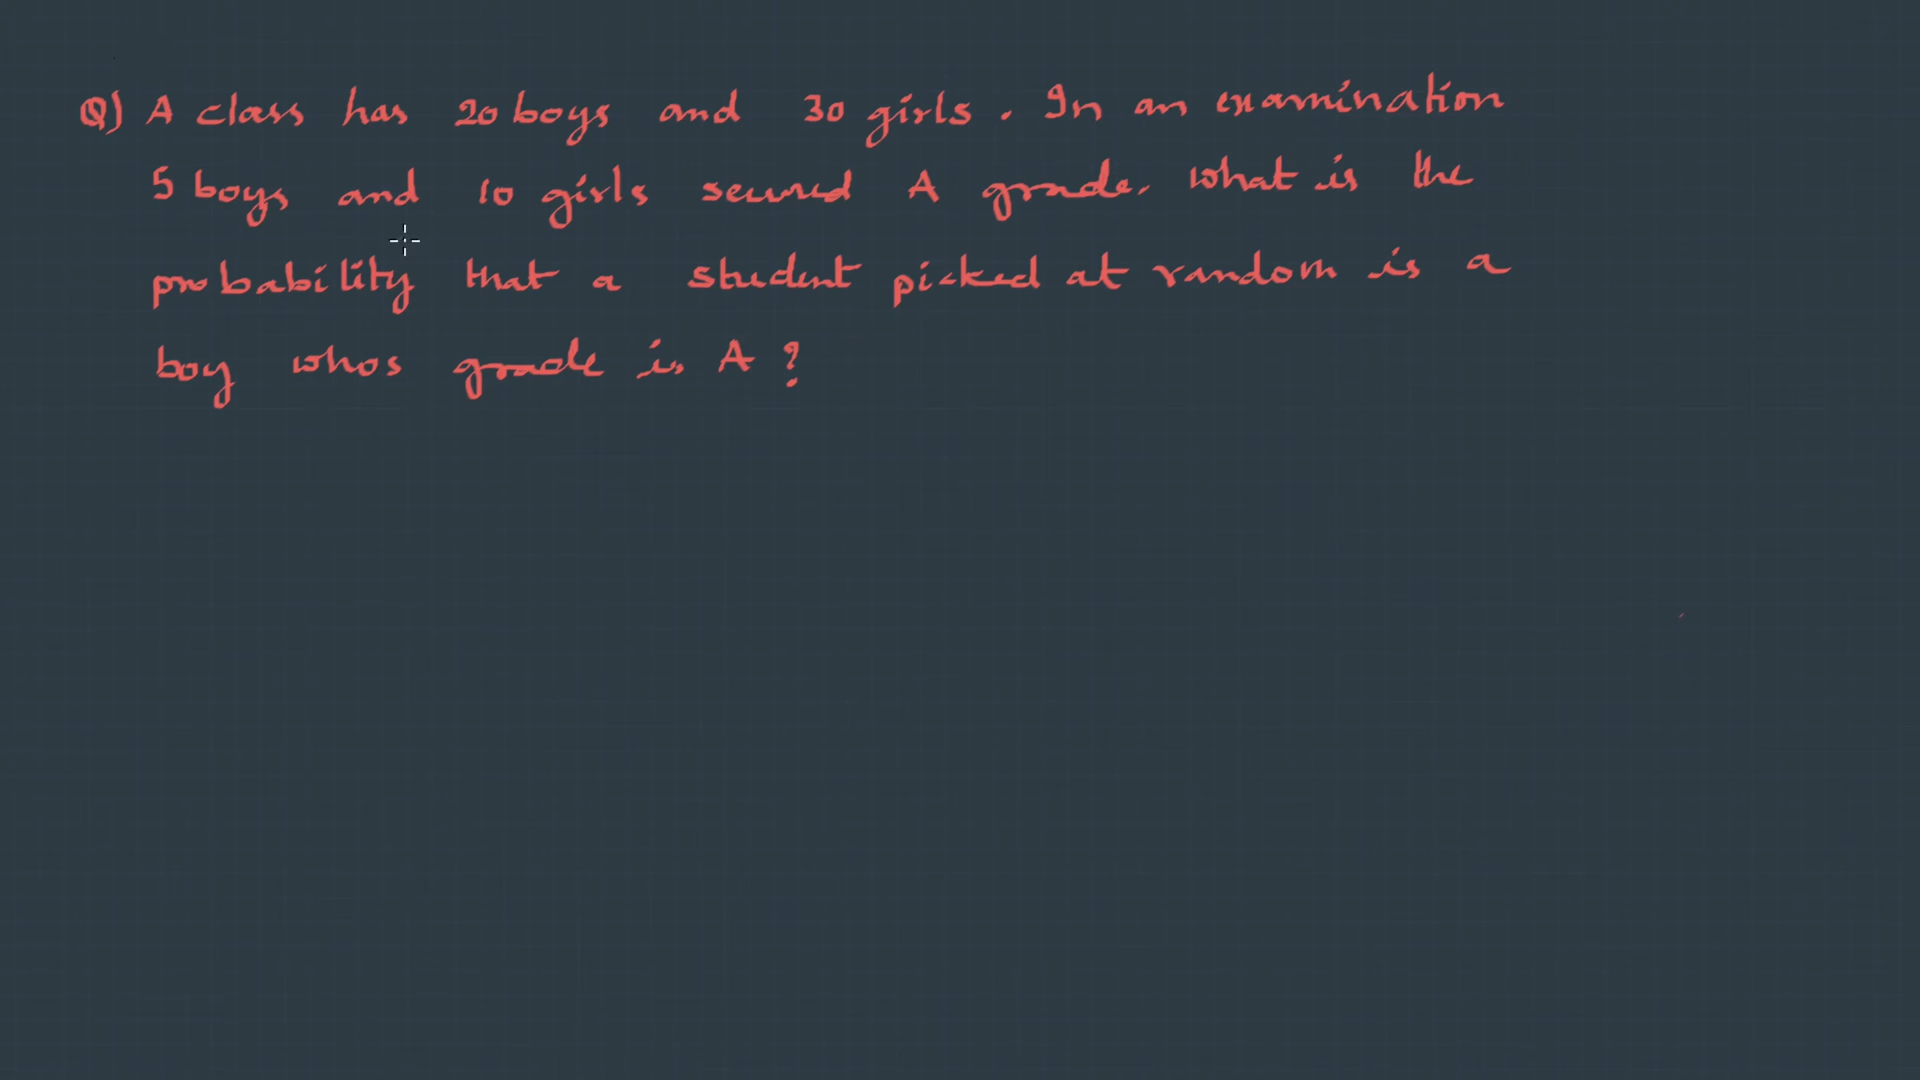 Q) A class has 20 boys and 30 girls. In an examination
5 boys and 10 girls secured A grade. what is the
probability that a student picked at random is a
boy whos grade is A ?